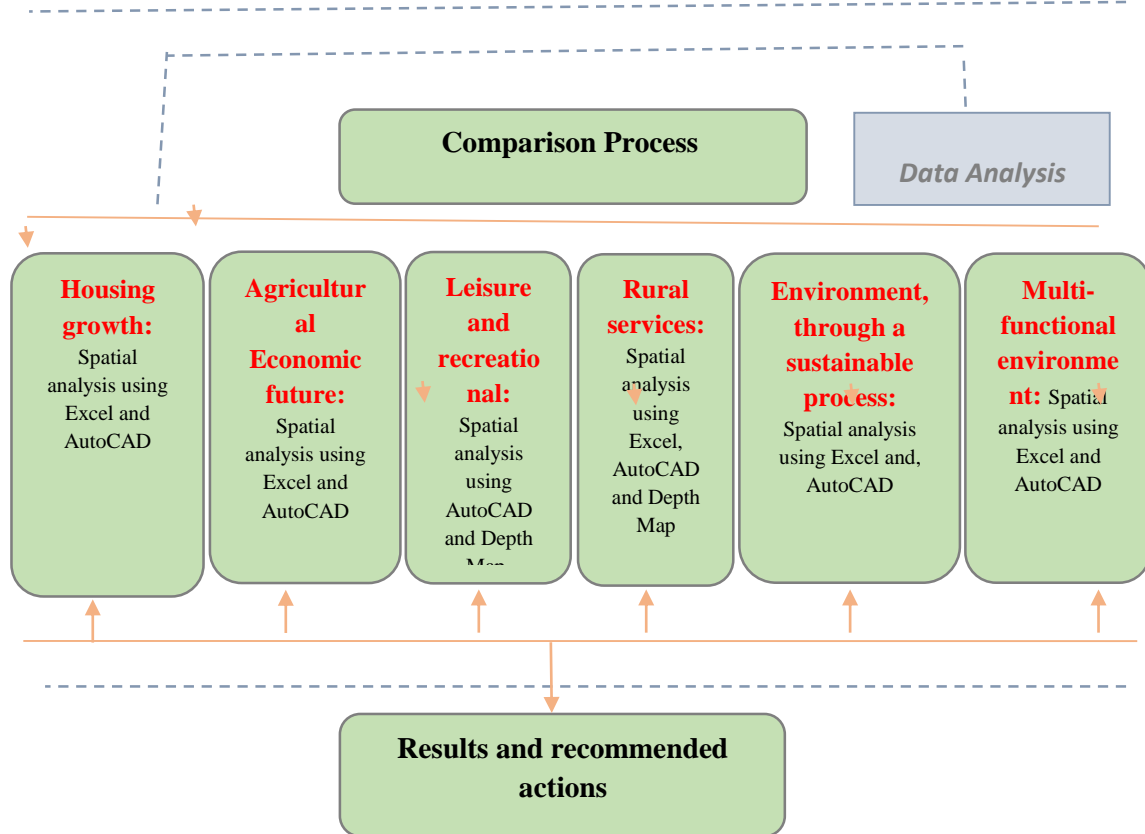 Comparison Process
Data Analysis
Housing
growth:
Spatial
analysis using
Excel and
AutoCAD
Agricultur
al
Economic
future:
Spatial
analysis using
Excel and
AutoCAD
Leisure
and
recreatio
nal:
Spatial
analysis
using
AutoCAD
and Depth
Map
Rural
services:
Spatial
analysis
using
Excel,
AutoCAD
and Depth
Map
Environment,
through a
sustainable
process:
Spatial analysis
using Excel and,
AutoCAD
Multi-
functional
environme
nt: Spatial
analysis using
Excel and
AutoCAD
Results and recommended
actions